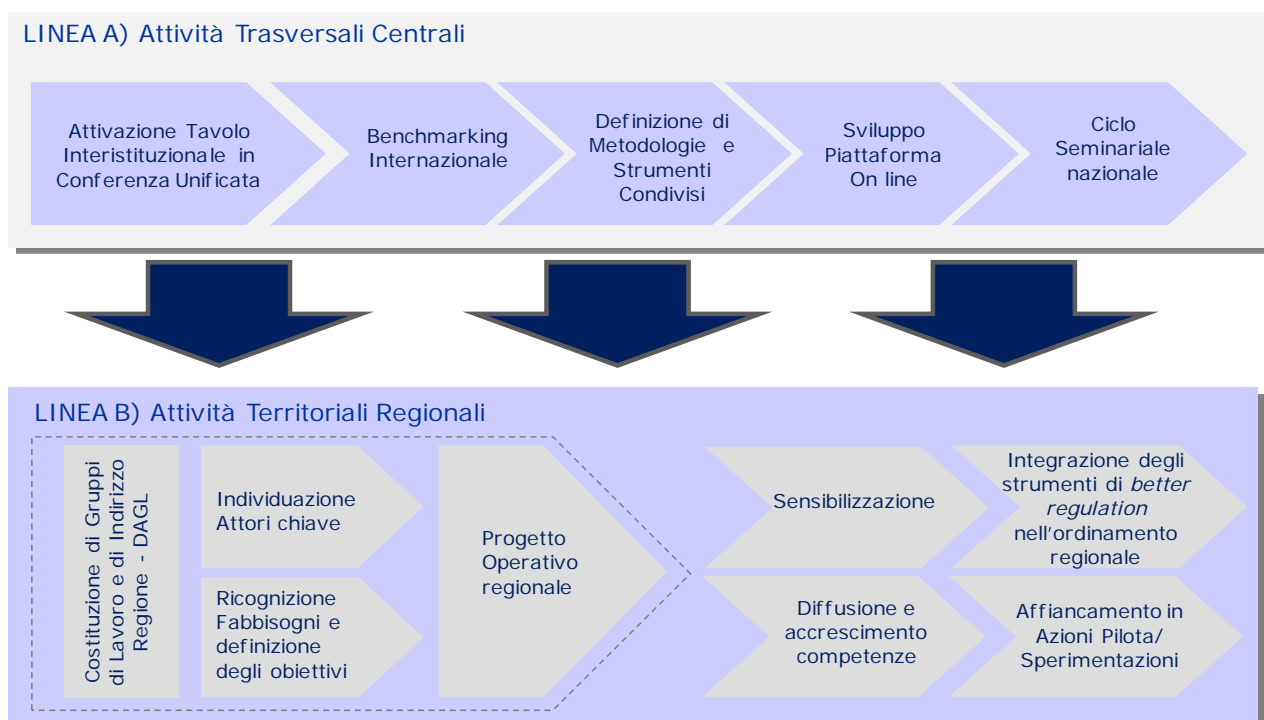 LINEA A) Attività Trasversali Centrali
Attivazione Tavolo
Interistituzionale in
Conferenza Unificata
Benchmarking
Internazionale
Definizione di
Metodologie e
Strumenti
Condivisi
Sviluppo
Piattaforma
On line
Ciclo
Seminariale
nazionale
LINEA B) Attività Territoriali Regionali
Costituzione di Gruppi
di Lavoro e di Indirizzo
Regione - DAGL
Individuazione
Attori chiave
Ricognizione
Fabbisogni e
definizione
degli obiettivi
Progetto
Operativo
regionale
Sensibilizzazione
Integrazione degli
strumenti di better
regulation
nell'ordinamento
regionale
Diffusione e
accrescimento
competenze
Affiancamento in
Azioni Pilota/
Sperimentazioni